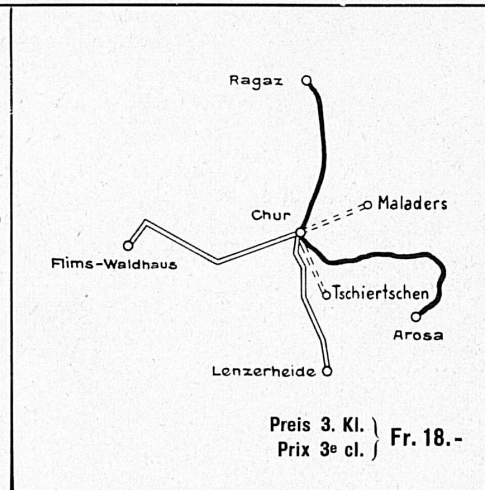 Ragaz
Maladers
Chur
Flims-Waldhaus
Tschiertschen
Arosa
Lenzerheide
Preis 3. Kl.
Prix 3e cl.
Fr. 18.-